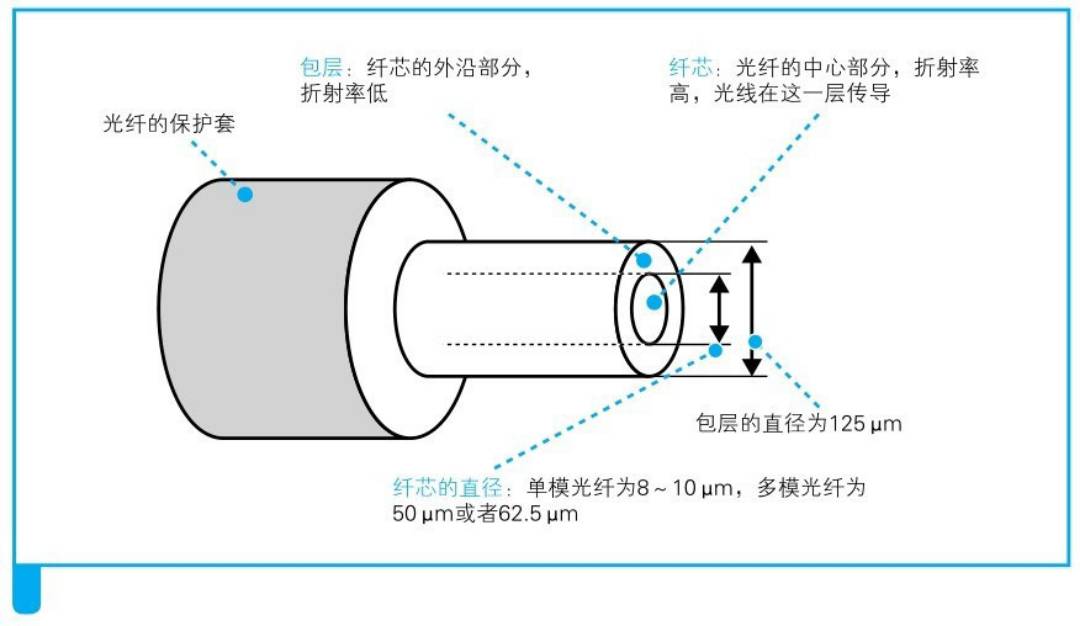 包层：纤芯的外沿部分，
折射率低
纤芯：光纤的中心部分，折射率
高，光线在这一层传导
光纤的保护套
包层的直径为125 μm
纤芯的直径：单模光纤为8～10 μm，多模光纤为
50 μm或者62.5 μm